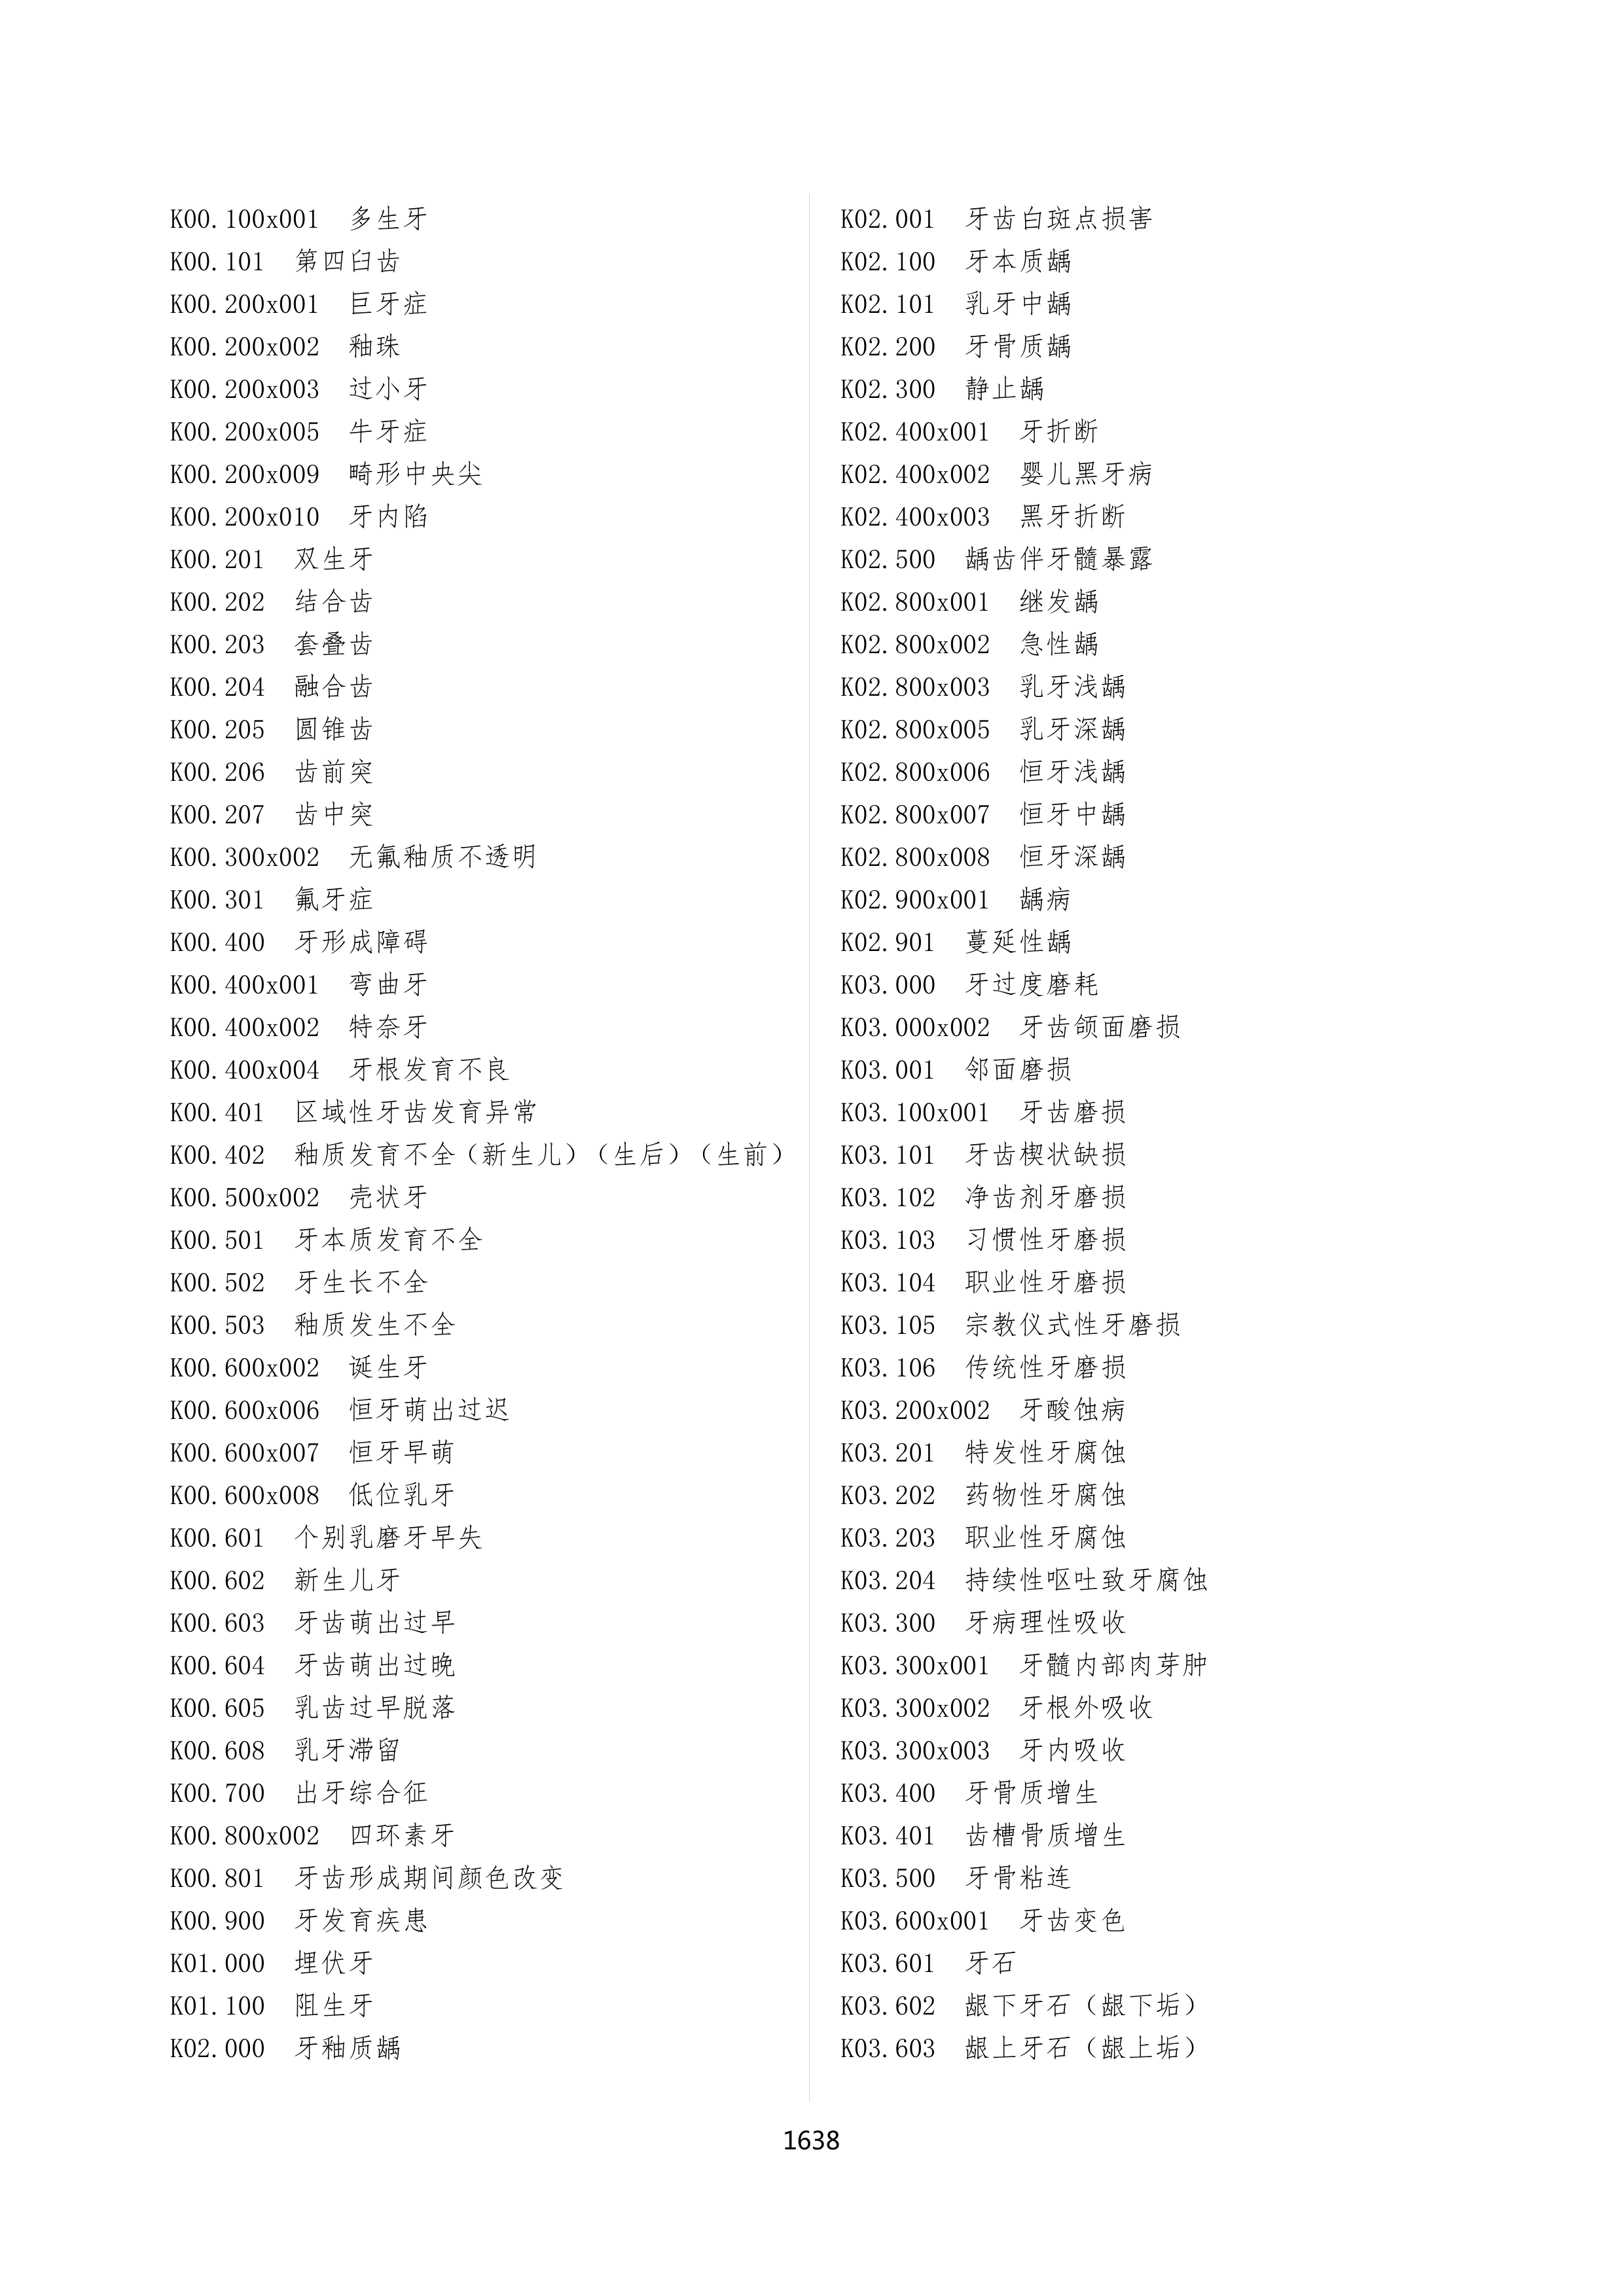 K00.100x001 多生牙
K00.101 第四臼齿
K00.200x001 巨牙症
K00.200x002 釉珠
K00.200x003 过小牙
K00.200x005 牛牙症
K00.200x009 畸形中央尖
K00.200x010 牙内陷
K00.201 双生牙
K00.202 结合齿
K00.203 套叠齿
K00.204 融合齿
K00.205 圆锥齿
K00.206 齿前突
K00.207 齿中突
K00.300x002 无氟釉质不透明
K00.301 氟牙症
K00.400 牙形成障碍
K00.400x001 弯曲牙
K00.400x002 特奈牙
K00.400x004 牙根发育不良
K00.401 区域性牙齿发育异常
K00.402 釉质发育不全（新生儿）（生后）（生前）
K00.500x002 壳状牙
K00.501 牙本质发育不全
K00.502 牙生长不全
K00.503 釉质发生不全
K00.600x002 诞生牙
K00.600x006 恒牙萌出过迟
K00.600x007 恒牙早萌
K00.600x008 低位乳牙
K00.601 个别乳磨牙早失
K00.602 新生儿牙
K00.603 牙齿萌出过早
K00.604 牙齿萌出过晚
K00.605 乳齿过早脱落
K00.608 乳牙滞留
K00.700 出牙综合征
K00.800x002 四环素牙
K00.801 牙齿形成期间颜色改变
K00.900 牙发育疾患
K01.000 埋伏牙
K01.100 阻生牙
K02.000 牙釉质龋
K02.001 牙齿白斑点损害
K02.100 牙本质龋
K02.101 乳牙中龋
K02.200 牙骨质龋
K02.300 静止龋
K02.400x001 牙折断
K02.400x002 婴儿黑牙病
K02.400x003 黑牙折断
K02.500 龋齿伴牙髓暴露
K02.800x001 继发龋
K02.800x002 急性龋
K02.800x003 乳牙浅龋
K02.800x005 乳牙深龋
K02.800x006 恒牙浅龋
K02.800x007 恒牙中龋
K02.800x008 恒牙深龋
K02.900x001 龋病
K02.901 蔓延性龋
K03.000 牙过度磨耗
K03.000x002 牙齿颌面磨损
K03.001 邻面磨损
K03.100x001 牙齿磨损
K03.101 牙齿楔状缺损
K03.102 净齿剂牙磨损
K03.103 习惯性牙磨损
K03.104 职业性牙磨损
K03.105 宗教仪式性牙磨损
K03.106 传统性牙磨损
K03.200x002 牙酸蚀病
K03.201 特发性牙腐蚀
K03.202 药物性牙腐蚀
K03.203 职业性牙腐蚀
K03.204 持续性呕吐致牙腐蚀
K03.300 牙病理性吸收
K03.300x001 牙髓内部肉芽肿
K03.300x002 牙根外吸收
K03.300x003 牙内吸收
K03.400 牙骨质增生
K03.401 齿槽骨质增生
K03.500 牙骨粘连
K03.600x001 牙齿变色
K03.601 牙石
K03.602 龈下牙石（龈下垢）
K03.603 龈上牙石（龈上垢）
1638